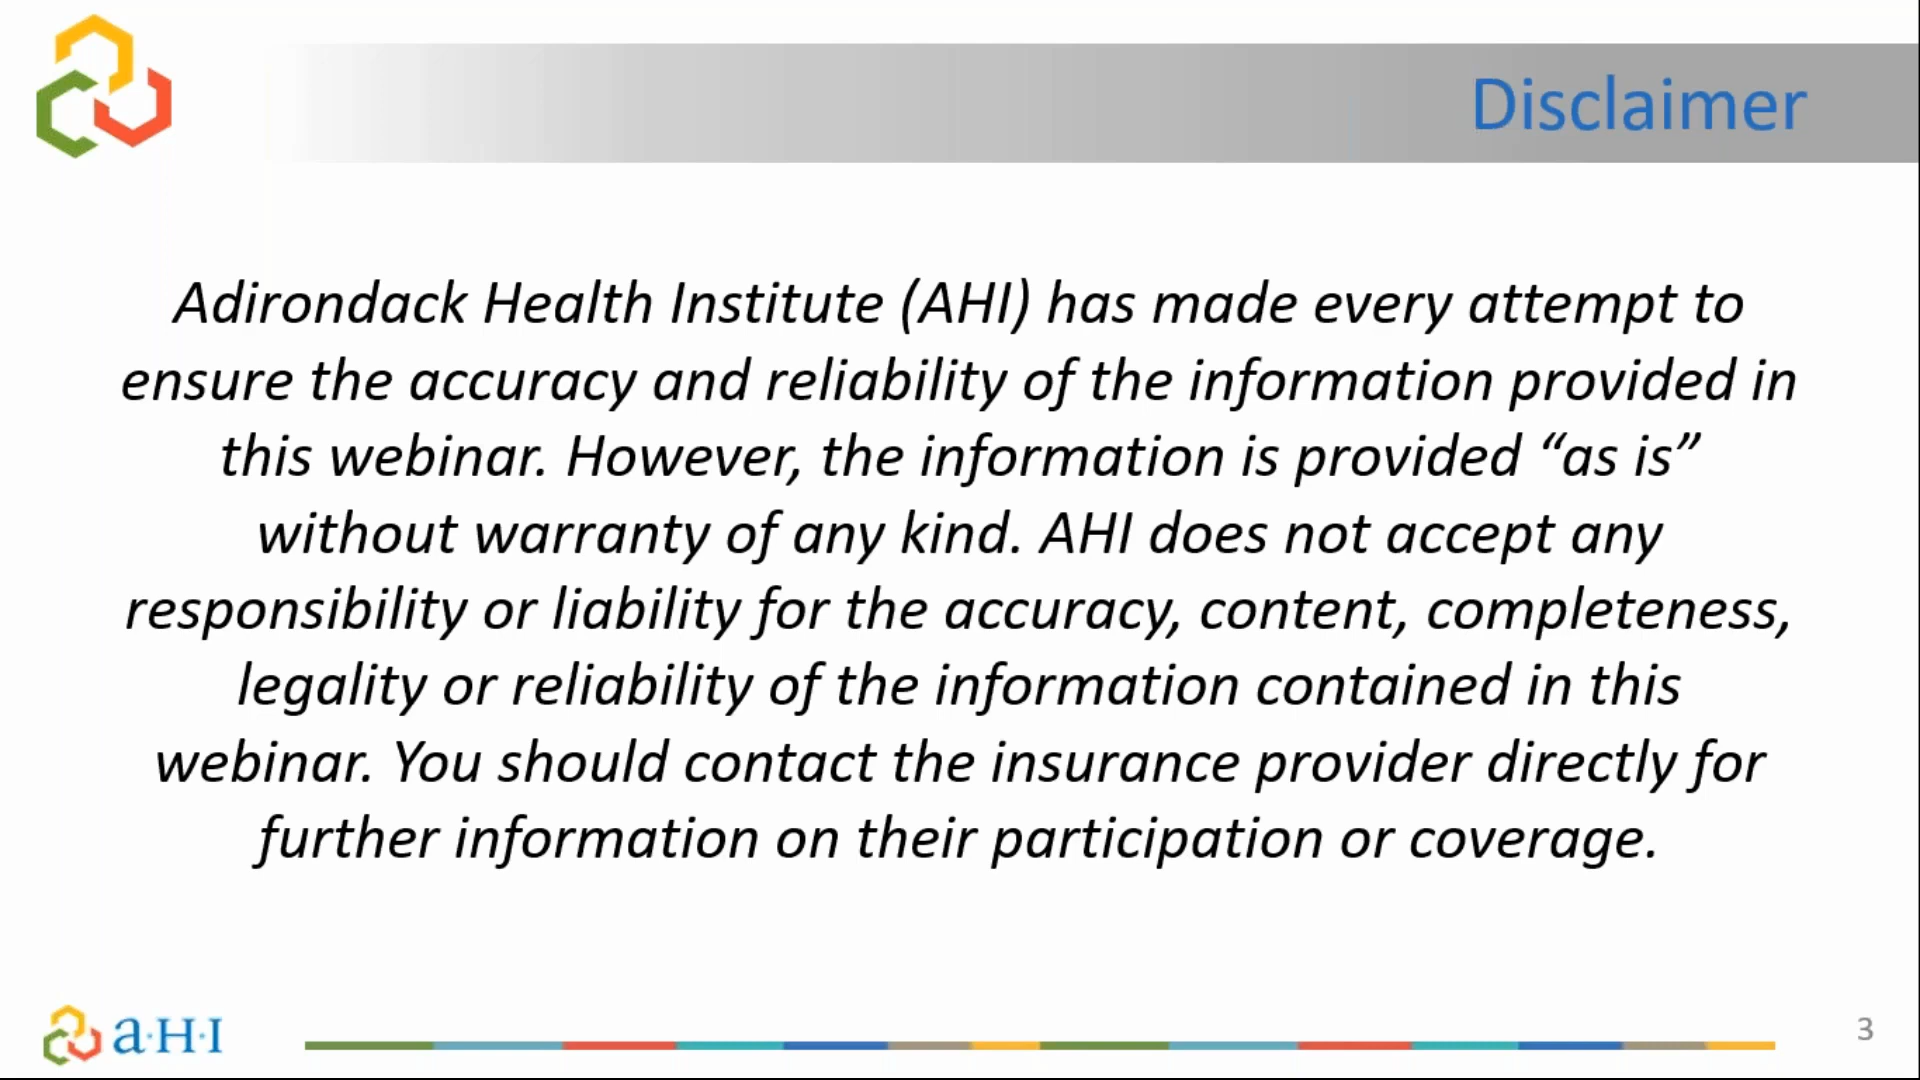 Disclaimer
Adirondack Health Institute (AHI) has made every attempt to
ensure the accuracy and reliability of the information provided in
this webinar. However, the information is provided “as is”
without warranty of any kind. AHI does not accept any
responsibility or liability for the accuracy, content, completeness,
legality or reliability of the information contained in this
webinar. You should contact the insurance provider directly for
further information on their participation or coverage.
a·H·I
3